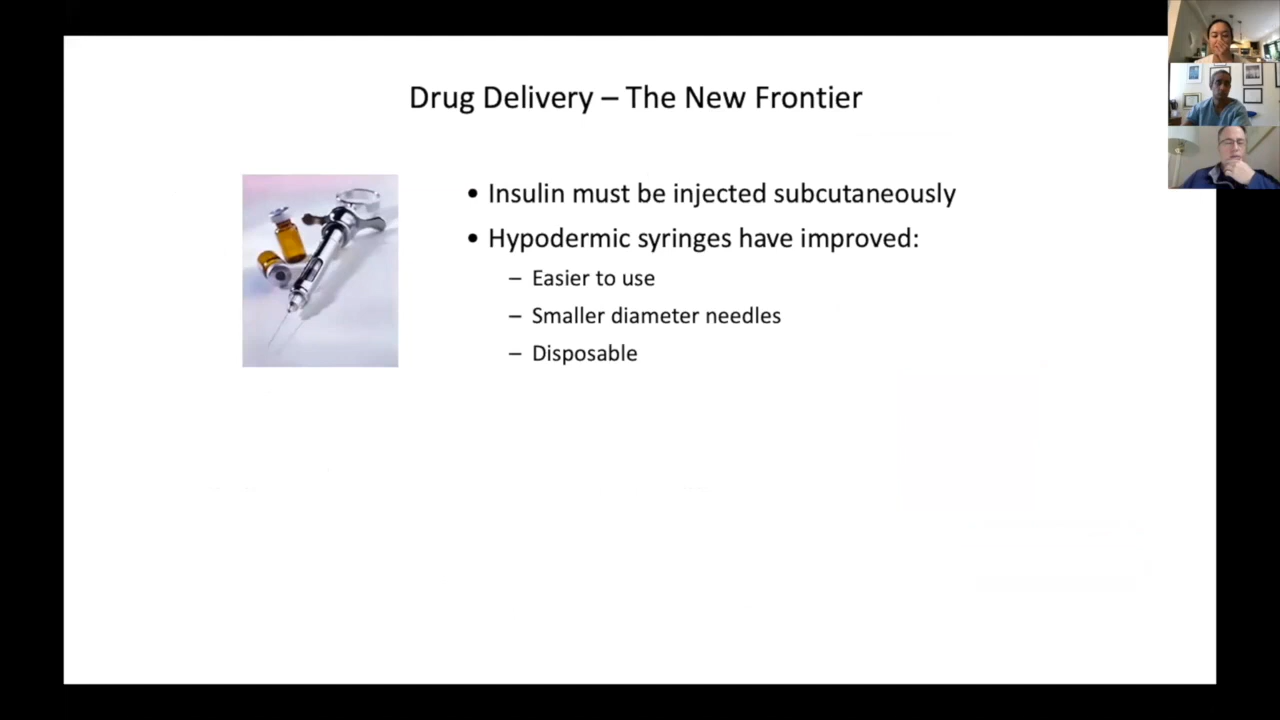 Drug Delivery – The New Frontier
• Insulin must be injected subcutaneously
• Hypodermic syringes have improved:
– Easier to use
– Smaller diameter needles
– Disposable